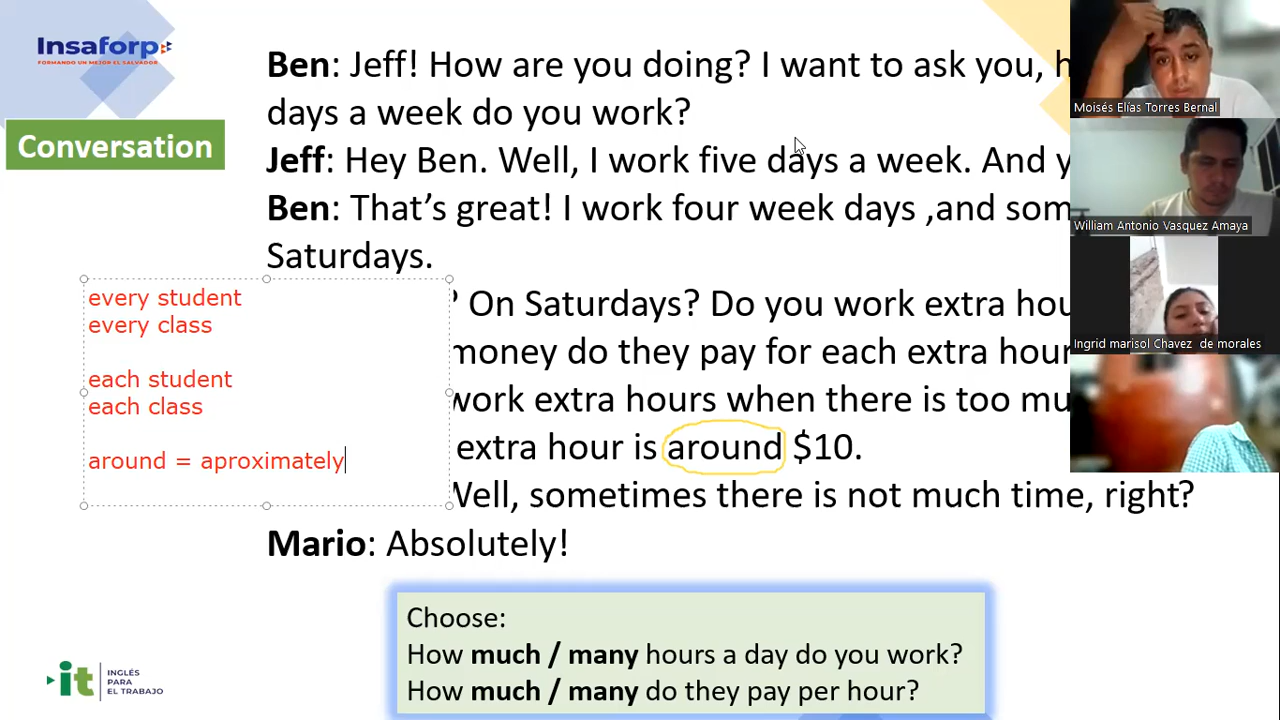 Insaforp
FORMANDO UN MEJOR EL SALVADOR
Conversation
Ben: Jeff! How are you doing? I want to ask you, h
days a week do you work?
Jeff: Hey Ben. Well, I work five days a week. And y
Ben: That’s great! I work four week days ,and som
Saturdays.
? On Saturdays? Do you work extra hou
money do they pay for each extra hour
work extra hours when there is too mu
extra hour is around $10.
Well, sometimes there is not much time, right?
Mario: Absolutely!
every student
every class
each student
each class
around = aproximately
Choose:
How much / many hours a day do you work?
How much / many do they pay per hour?
it
INGLÉS
PARA
EL TRABAJO
Moisés Elías Torres Bernal
William Antonio Vasquez Amaya
Ingrid marisol Chavez de morales